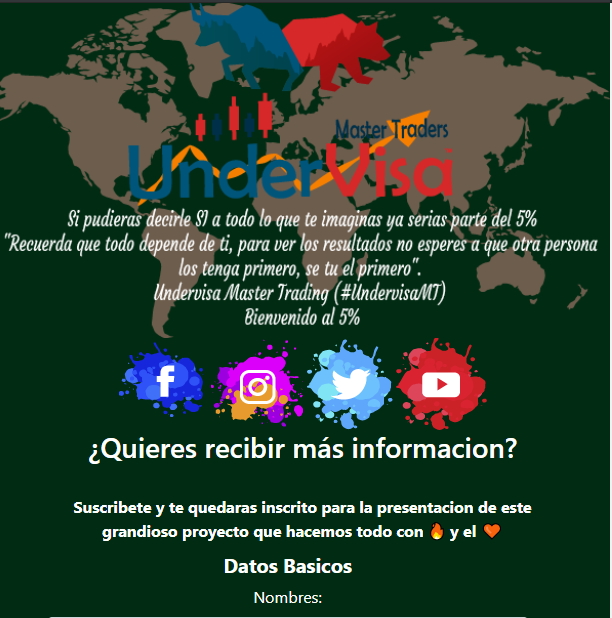 Master Traders
UnderVisa
Si pudieras decirle SI a todo lo que te imaginas ya serias parte del 5%
"Recuerda que todo depende de ti, para ver los resultados no esperes a que otra persona
los tenga primero, se tu el primero".
Undervisa Master Trading (#UndervisaMT)
Bienvenido al 5%
¿Quieres recibir más informacion?
Suscribete y te quedaras inscrito para la presentacion de este
grandioso proyecto que hacemos todo con 🔥 y el 🧡
Datos Basicos
Nombres: